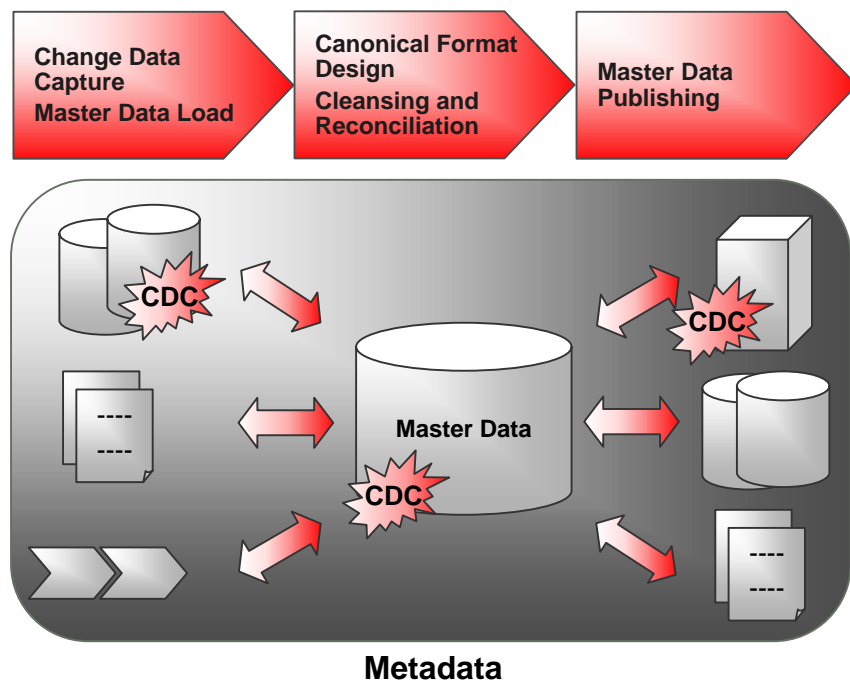 Change Data
Capture
Master Data Load
Canonical Format
Design
Cleansing and
Reconciliation
Master Data
Publishing
CDC
CDC
----
----
Master Data
CDC
----
----
Metadata